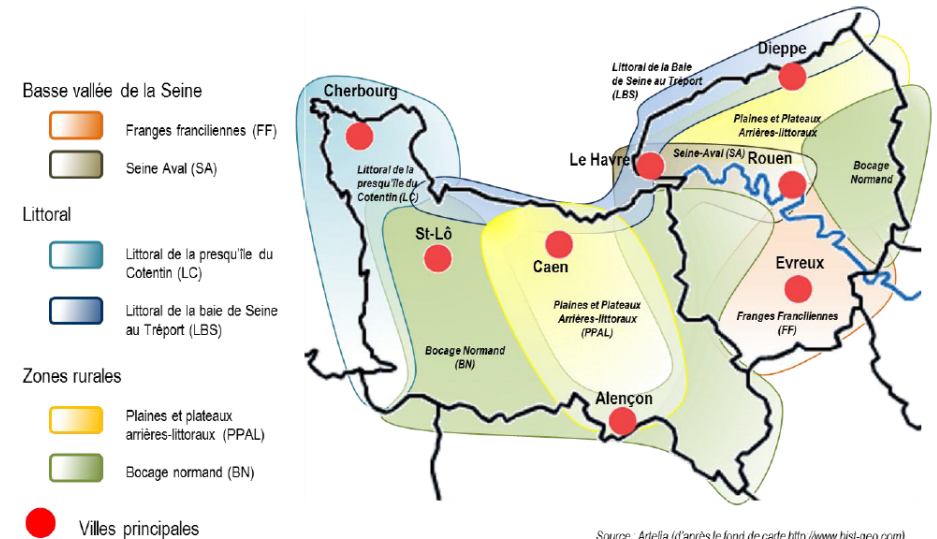 Basse vallée de la Seine
Franges franciliennes (FF)
Seine Aval (SA)
Littoral
Littoral de la presqu'île du
Cotentin (LC)
Littoral de la baie de Seine
au Tréport (LBS)
Zones rurales
Plaines et plateaux
arrières-littoraux (PPAL)
Bocage normand (BN)
Villes principales
Cherbourg
Littoral de la
presqu'île du
Cotentin (LC)
St-Lô
Caen
Bocage Normand
(BN)
Plaines et Plateaux
Arrières-littoraux
(PPAL)
Alençon
Dieppe
Littoral de la Baie
de Seine au Tréport
(LBS)
Plaines et Plateaux
Arrières-littoraux
Le Havre
Seine-Aval (SA)
Rouen
Bocage
Normand
Evreux
Franges Franciliennes
(FF)
Source : Artelia (d'après le fond de carte http://www.hist-geo.com)